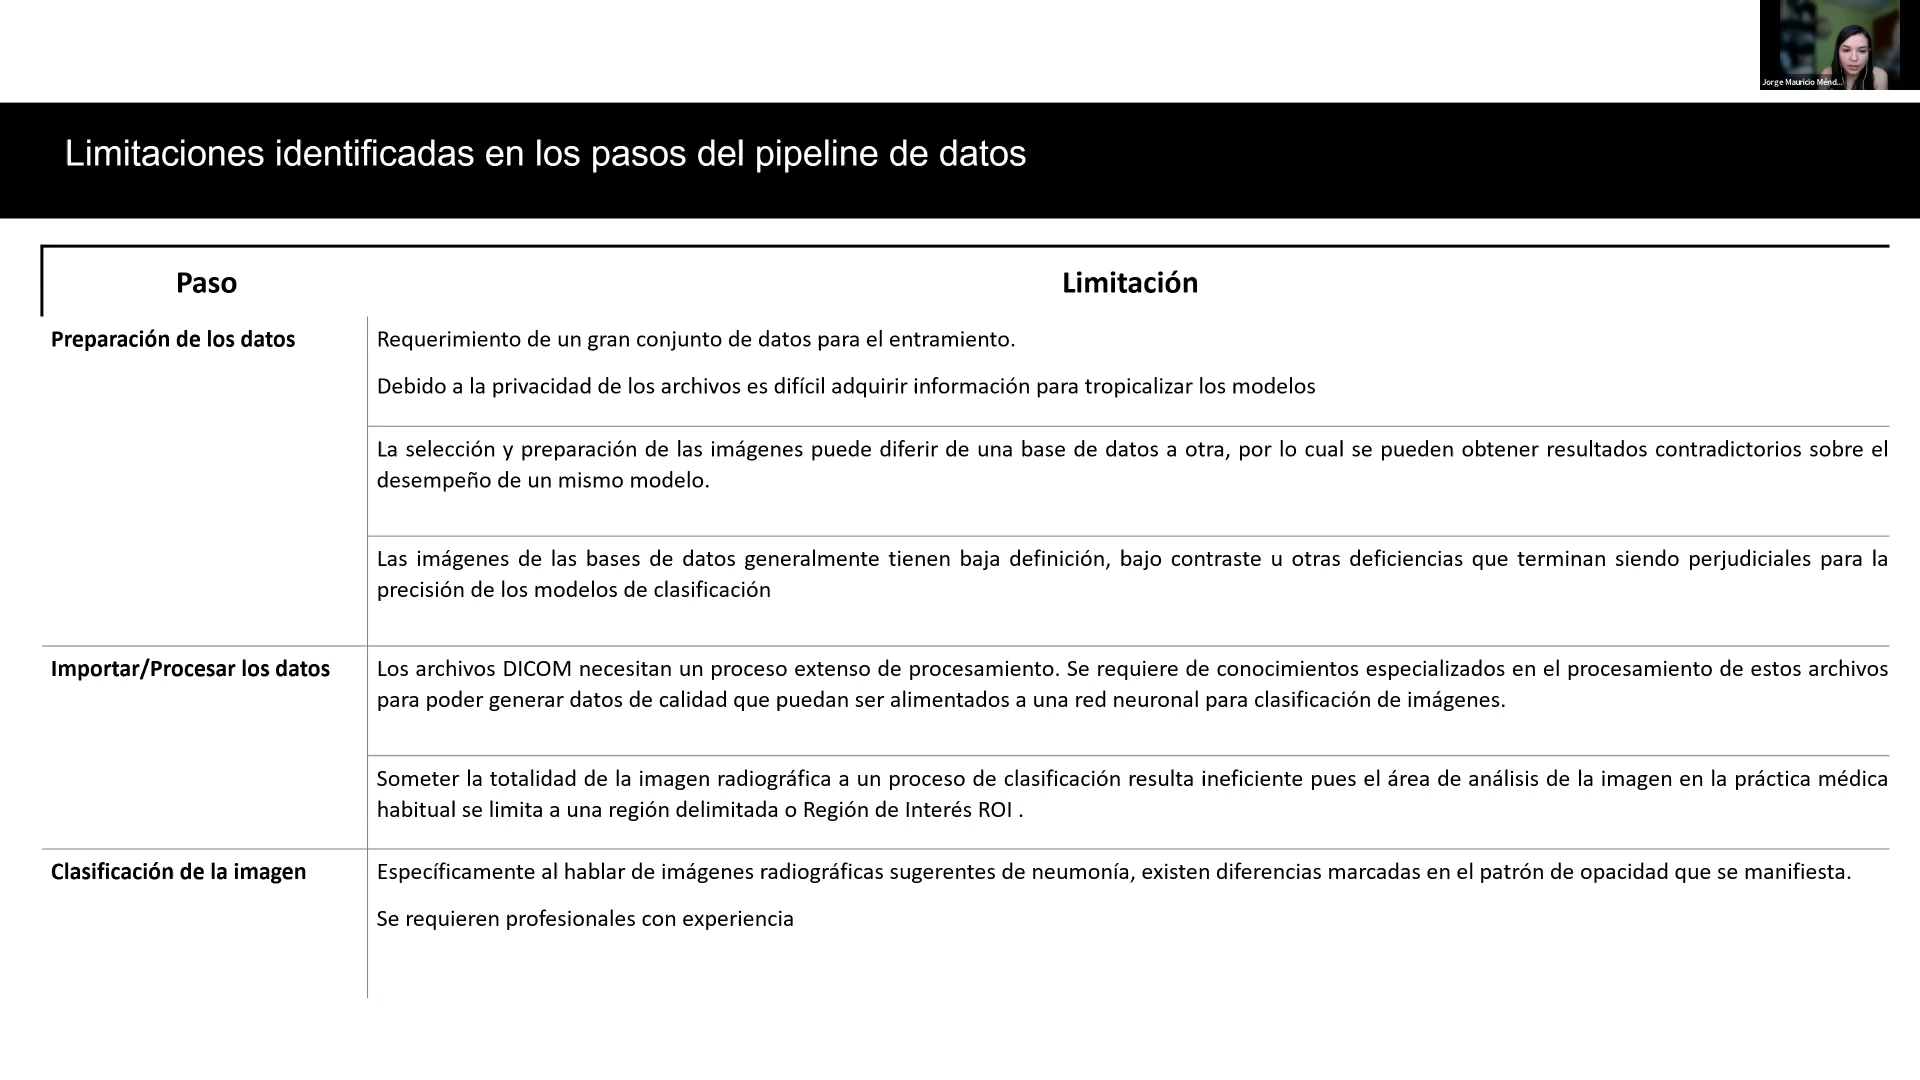 Jorge Mauricio Ménd...
Limitaciones identificadas en los pasos del pipeline de datos
Paso
Limitación
Preparación de los datos
Requerimiento de un gran conjunto de datos para el entramiento.
Debido a la privacidad de los archivos es difícil adquirir información para tropicalizar los modelos
La selección y preparación de las imágenes puede diferir de una base de datos a otra, por lo cual se pueden obtener resultados contradictorios sobre el
desempeño de un mismo modelo.
Las imágenes de las bases de datos generalmente tienen baja definición, bajo contraste u otras deficiencias que terminan siendo perjudiciales para la
precisión de los modelos de clasificación
Importar/Procesar los datos
Los archivos DICOM necesitan un proceso extenso de procesamiento. Se requiere de conocimientos especializados en el procesamiento de estos archivos
para poder generar datos de calidad que puedan ser alimentados a una red neuronal para clasificación de imágenes.
Someter la totalidad de la imagen radiográfica a un proceso de clasificación resulta ineficiente pues el área de análisis de la imagen en la práctica médica
habitual se limita a una región delimitada o Región de Interés ROI .
Clasificación de la imagen
Específicamente al hablar de imágenes radiográficas sugerentes de neumonía, existen diferencias marcadas en el patrón de opacidad que se manifiesta.
Se requieren profesionales con experiencia